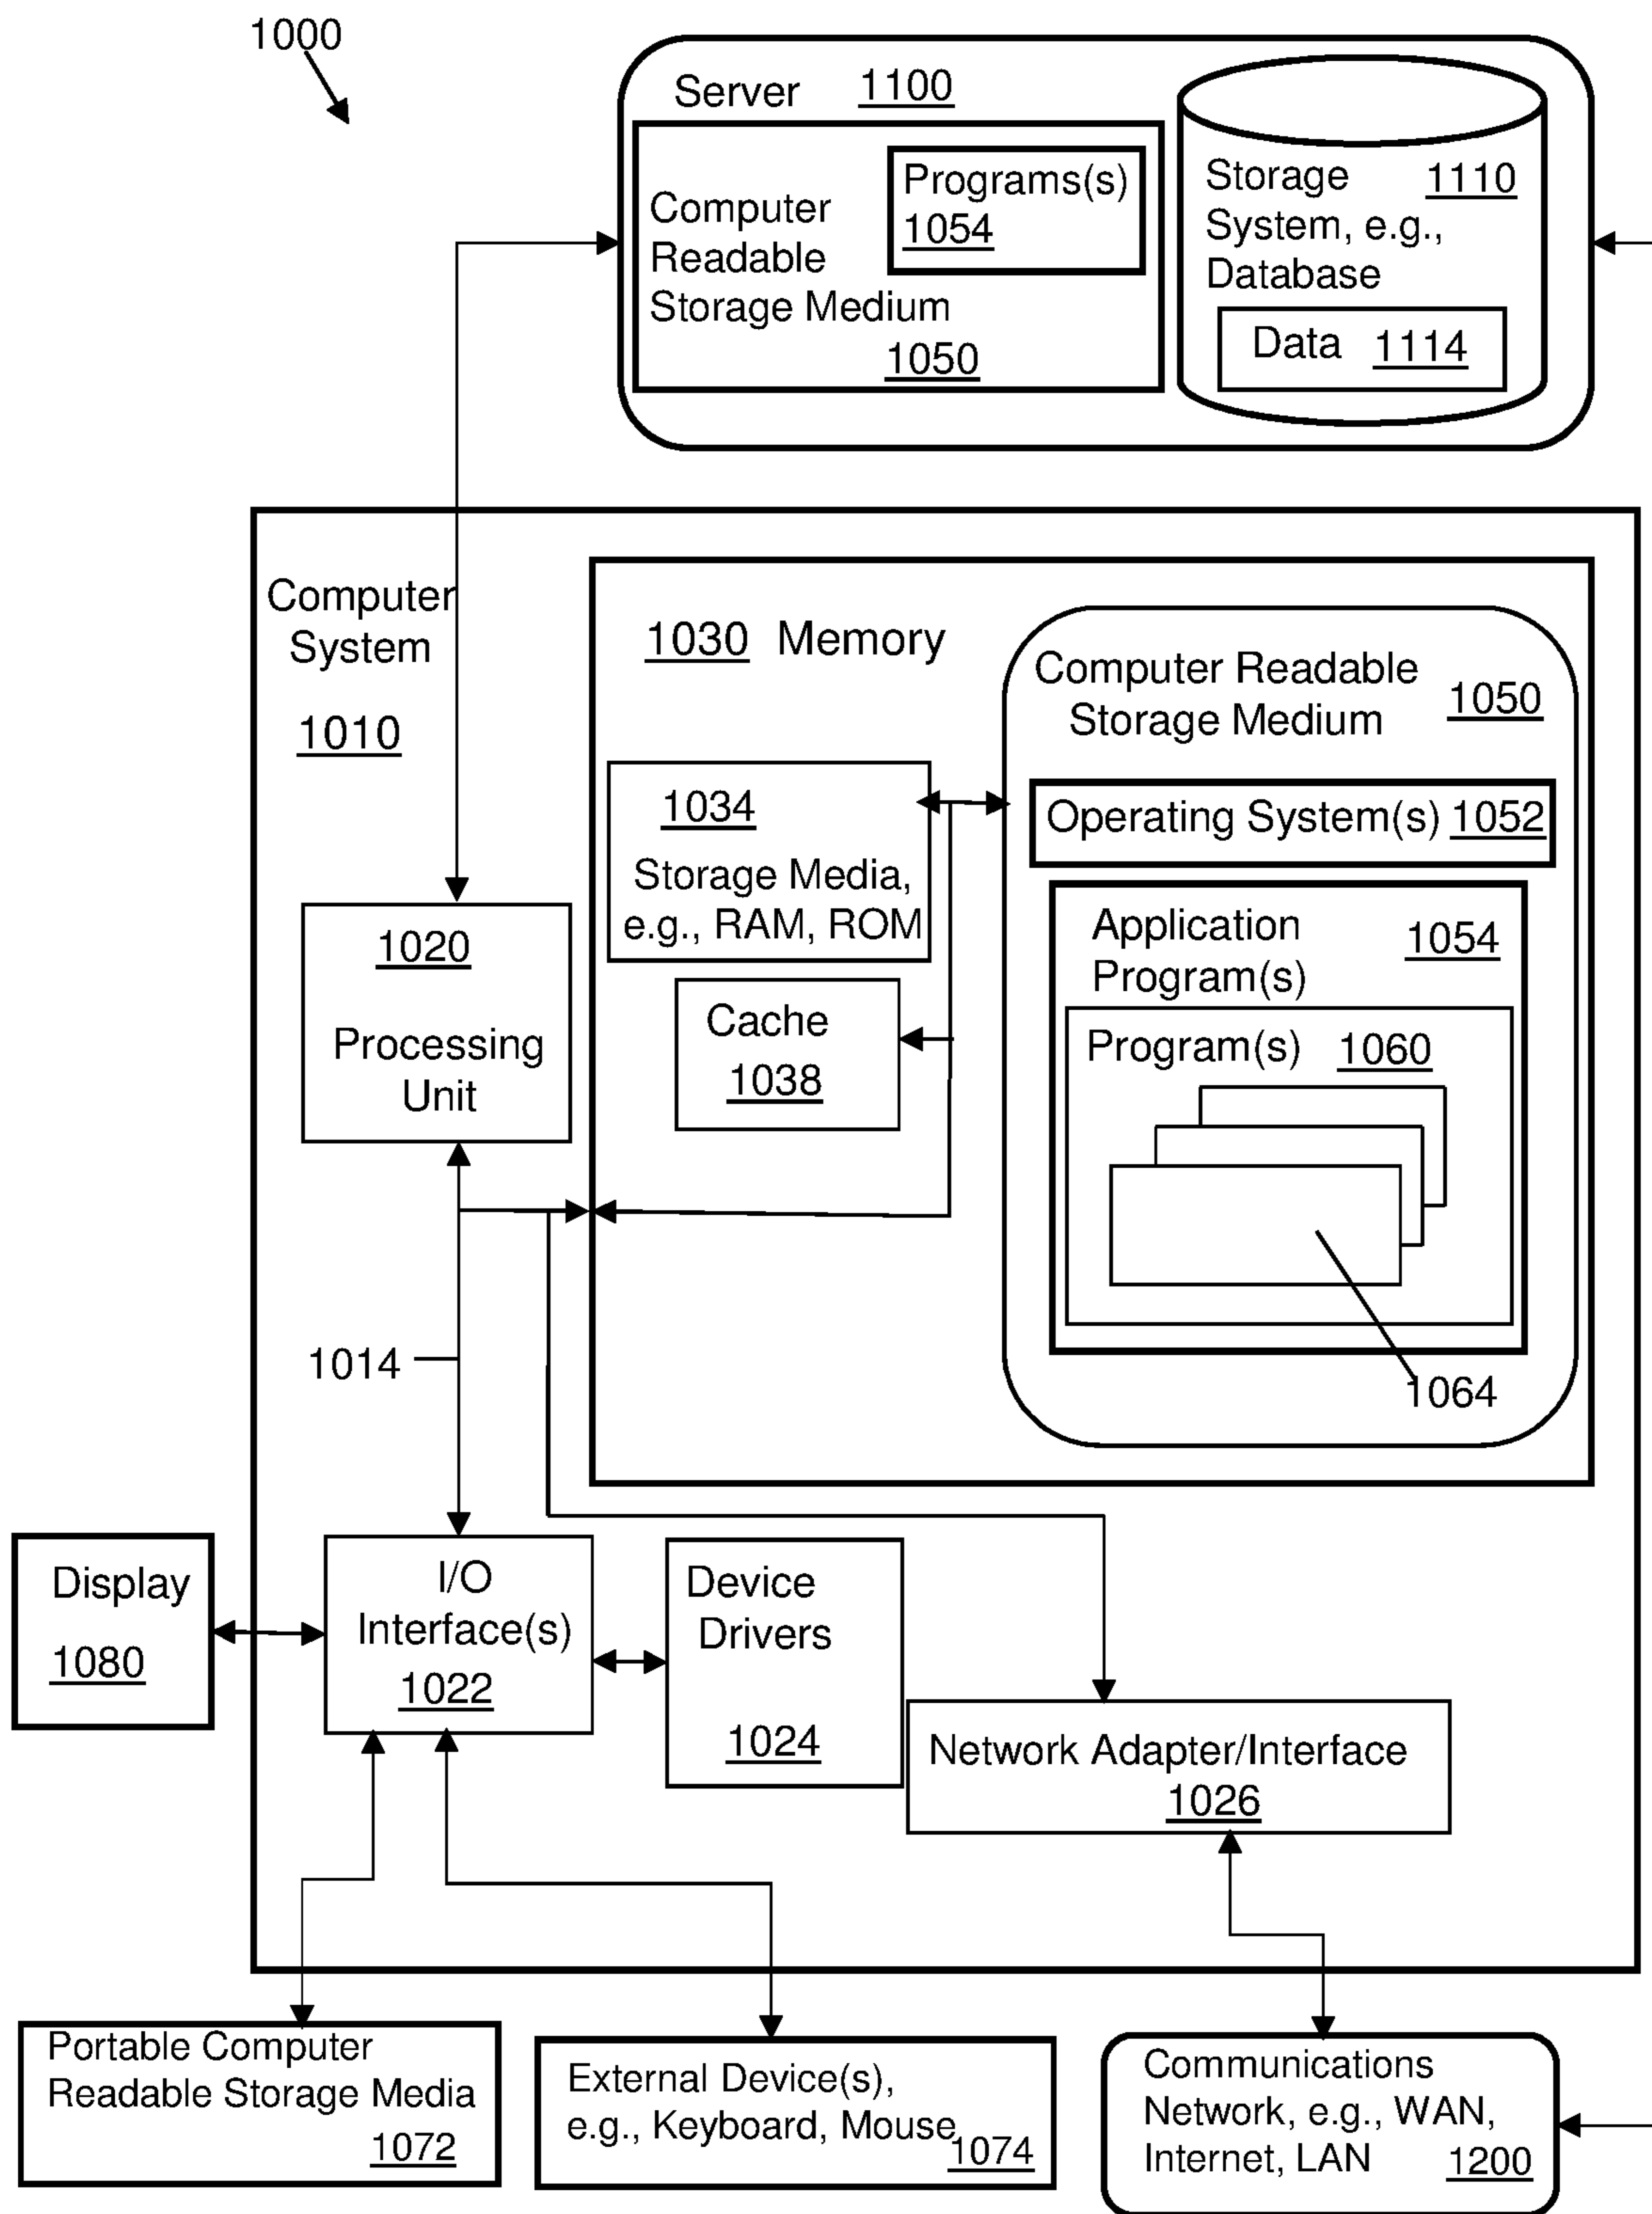 1000
Server 1100
Computer
Readable
Storage Medium
1050
Programs(s)
1054
Storage 1110
System, e.g.,
Database
Data 1114
Computer
System
1010
1030 Memory
Computer Readable
Storage Medium
1050
1034
Storage Media,
e.g., RAM, ROM
Operating System(s) 1052
1020
Processing
Unit
Cache
1038
Application
Program(s)
1054
Program(s) 1060
1014
1064
Display
1080
I/O
Interface(s)
1022
Device
Drivers
1024
Network Adapter/Interface
1026
Portable Computer
Readable Storage Media
1072
External Device(s),
e.g., Keyboard, Mouse
1074
Communications
Network, e.g., WAN,
Internet, LAN 1200